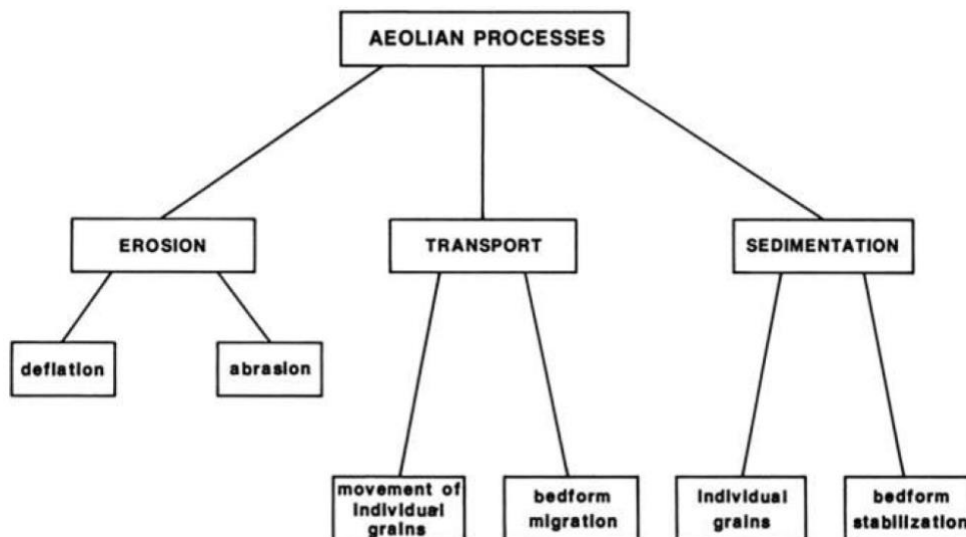 AEOLIAN PROCESSES
EROSION
TRANSPORT
SEDIMENTATION
deflation
abrasion
movement of
individual
grains
bedform
migration
individual
grains
bedform
stabilization